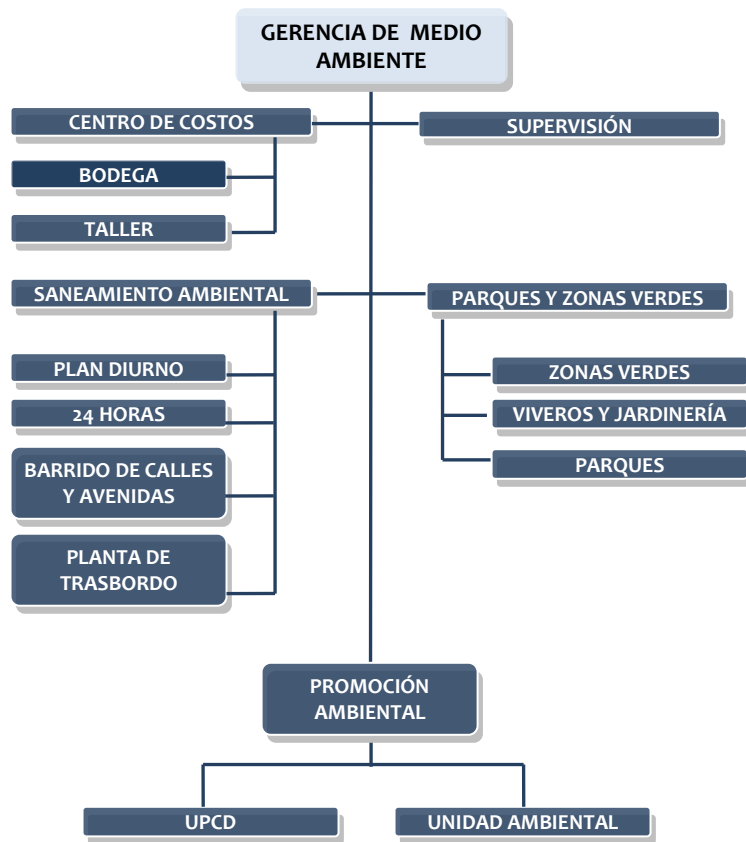 GERENCIA DE MEDIO
AMBIENTE
CENTRO DE COSTOS
SUPERVISIÓN
BODEGA
TALLER
SANEAMIENTO AMBIENTAL
PARQUES Y ZONAS VERDES
PLAN DIURNO
ZONAS VERDES
24 HORAS
VIVEROS Y JARDINERÍA
BARRIDO DE CALLES
Y AVENIDAS
PARQUES
PLANTA DE
TRASBORDO
PROMOCIÓN
AMBIENTAL
UPCD
UNIDAD AMBIENTAL